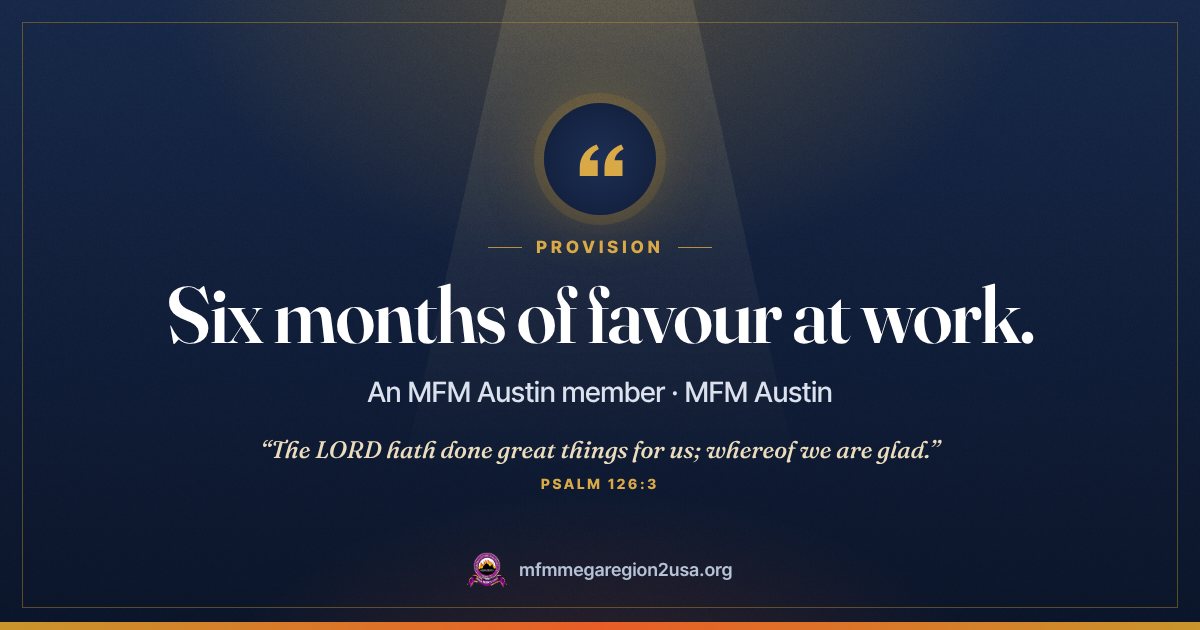 “
PROVISION
Six months of favour at work.
An MFM Austin member · MFM Austin
“The LORD hath done great things for us; whereof we are glad.”
PSALM 126:3
mfmmegaregion2usa.org